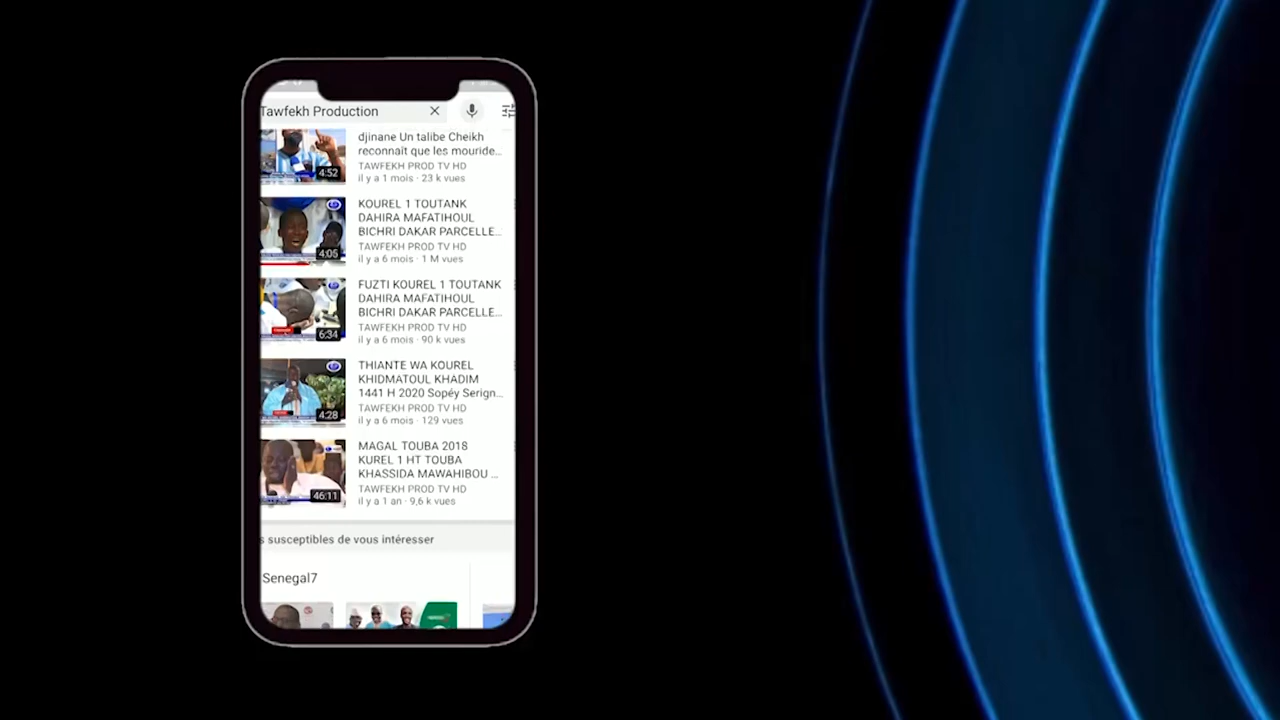 Tawfekh Production
djinane Un talibe Cheikh
reconnaît que les mouride...
TAWFEKH PROD TV HD
il y a 1 mois · 23 k vues
4:52
KOUREL 1 TOUTANK
DAHIRA MAFATIHOUL
BICHRI DAKAR PARCELLE...
TAWFEKH PROD TV HD
il y a 6 mois · 1 M vues
4:05
FUZTI KOUREL 1 TOUTANK
DAHIRA MAFATIHOUL
BICHRI DAKAR PARCELLE...
TAWFEKH PROD TV HD
il y a 6 mois · 90 k vues
6:34
THIANTE WA KOUREL
KHIDMATOUL KHADIM
1441 H 2020 Sopéy Serign...
TAWFEKH PROD TV HD
il y a 6 mois · 129 vues
4:28
MAGAL TOUBA 2018
KUREL 1 HT TOUBA
KHASSIDA MAWAHIBOU ...
TAWFEKH PROD TV HD
il y a 1 an · 9,6 k vues
46:11
s susceptibles de vous intéresser
Senegal7